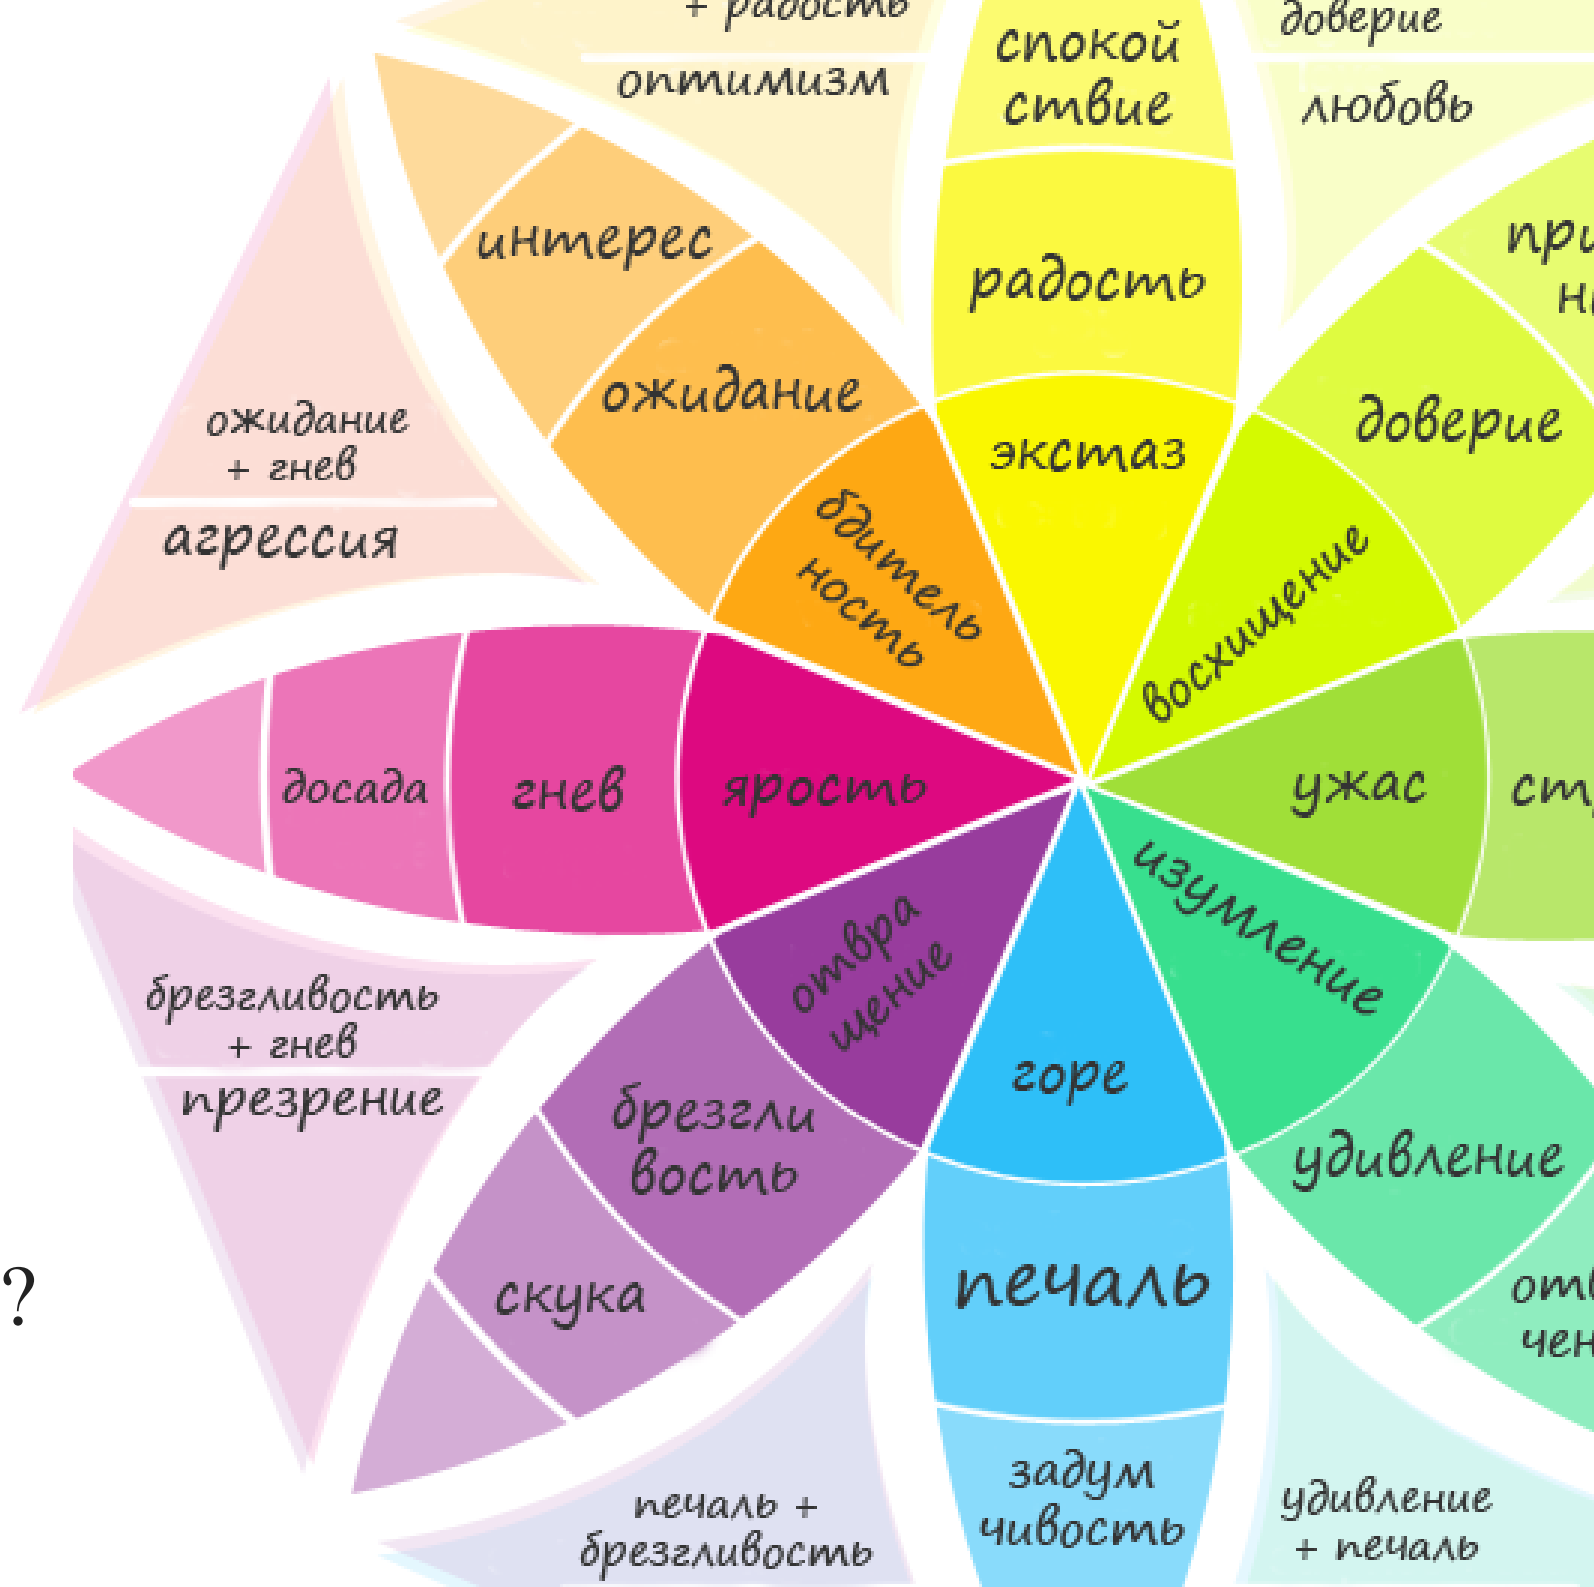 + радость
оптимизм
спокой
ствие
доверие
любовь
интерес
радость
ожидание
доверие
экстаз
ожидание
+ гнев
агрессия
бдитель
ность
восхищение
досада
гнев
ярость
ужас
изумление
отвра
щение
горе
брезгливость
+ гнев
презрение
брезгли
вость
удивление
скука
печаль
?
задум
чивость
печаль +
брезгливость
удивление
+ печаль